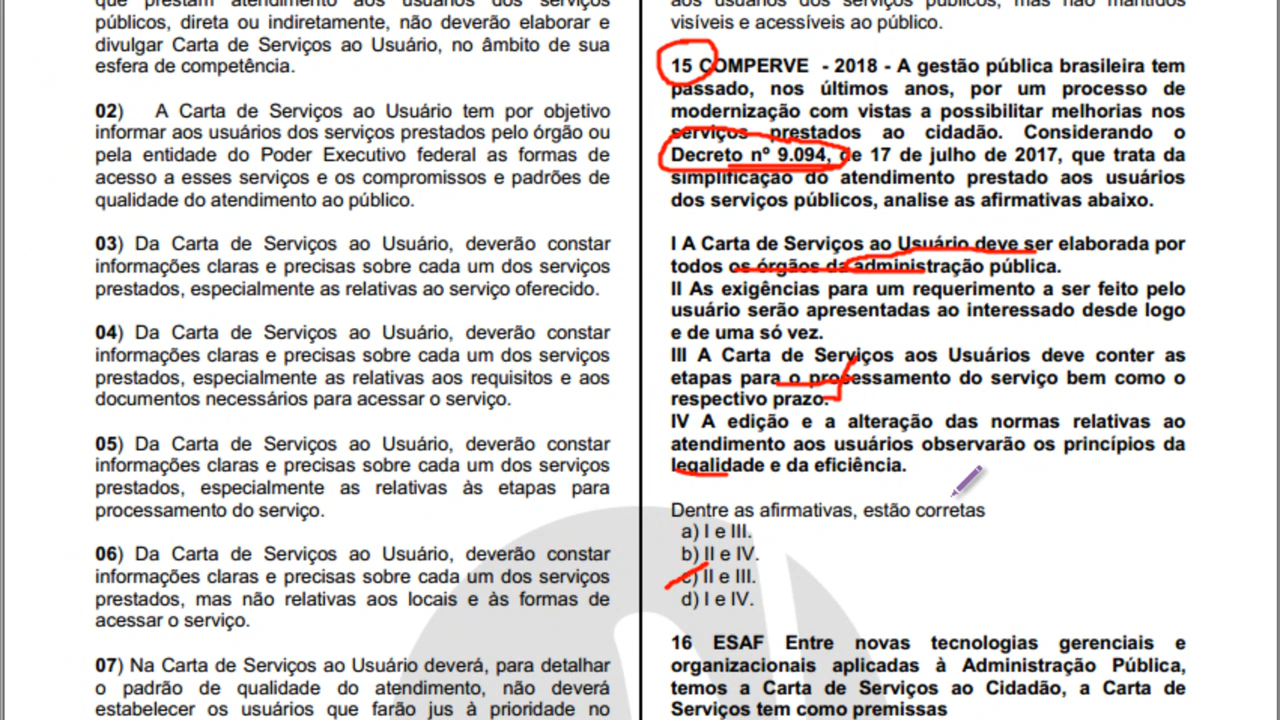 que prestam atendimento aos usuários dos serviços
públicos, direta ou indiretamente, não deverão elaborar e
divulgar Carta de Serviços ao Usuário, no âmbito de sua
esfera de competência.
02) A Carta de Serviços ao Usuário tem por objetivo
informar aos usuários dos serviços prestados pelo órgão ou
pela entidade do Poder Executivo federal as formas de
acesso a esses serviços e os compromissos e padrões de
qualidade do atendimento ao público.
03) Da Carta de Serviços ao Usuário, deverão constar
informações claras e precisas sobre cada um dos serviços
prestados, especialmente as relativas ao serviço oferecido.
04) Da Carta de Serviços ao Usuário, deverão constar
informações claras e precisas sobre cada um dos serviços
prestados, especialmente as relativas aos requisitos e aos
documentos necessários para acessar o serviço.
05) Da Carta de Serviços ao Usuário, deverão constar
informações claras e precisas sobre cada um dos serviços
prestados, especialmente as relativas às etapas para
processamento do serviço.
06) Da Carta de Serviços ao Usuário, deverão constar
informações claras e precisas sobre cada um dos serviços
prestados, mas não relativas aos locais e às formas de
acessar o serviço.
07) Na Carta de Serviços ao Usuário deverá, para detalhar
o padrão de qualidade do atendimento, não deverá
estabelecer os usuários que farão jus à prioridade no
aos usuários dos serviços públicos, mas não mantidos
visíveis e acessíveis ao público.
15 COMPERVE - 2018 - A gestão pública brasileira tem
passado, nos últimos anos, por um processo de
modernização com vistas a possibilitar melhorias nos
serviços prestados ao cidadão. Considerando o
Decreto nº 9.094, de 17 de julho de 2017, que trata da
simplificação do atendimento prestado aos usuários
dos serviços públicos, analise as afirmativas abaixo.
I A Carta de Serviços ao Usuário deve ser elaborada por
todos os órgãos da administração pública.
II As exigências para um requerimento a ser feito pelo
usuário serão apresentadas ao interessado desde logo
e de uma só vez.
III A Carta de Serviços aos Usuários deve conter as
etapas para o processamento do serviço bem como o
respectivo prazo.
IV A edição e a alteração das normas relativas ao
atendimento aos usuários observarão os princípios da
legalidade e da eficiência.
Dentre as afirmativas, estão corretas
a) I e III.
b) II e IV.
c) II e III.
d) I e IV.
16 ESAF Entre novas tecnologias gerenciais e
organizacionais aplicadas à Administração Pública,
temos a Carta de Serviços ao Cidadão, a Carta de
Serviços tem como premissas